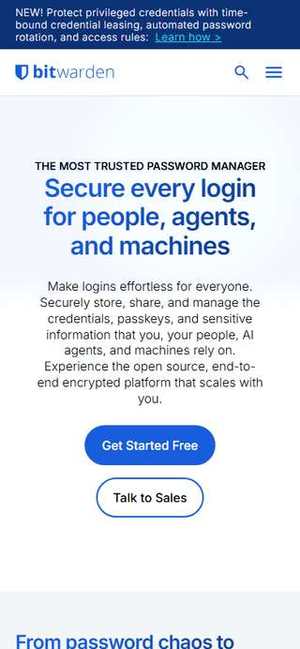 NEW! Protect privileged credentials with time-
bound credential leasing, automated password
rotation, and access rules: Learn how >
bitwarden
THE MOST TRUSTED PASSWORD MANAGER
Secure every login
for people, agents,
and machines
Make logins effortless for everyone.
Securely store, share, and manage the
credentials, passkeys, and sensitive
information that you, your people, AI
agents, and machines rely on.
Experience the open source, end-to-
end encrypted platform that scales with
you.
Get Started Free
Talk to Sales
From password chaos to